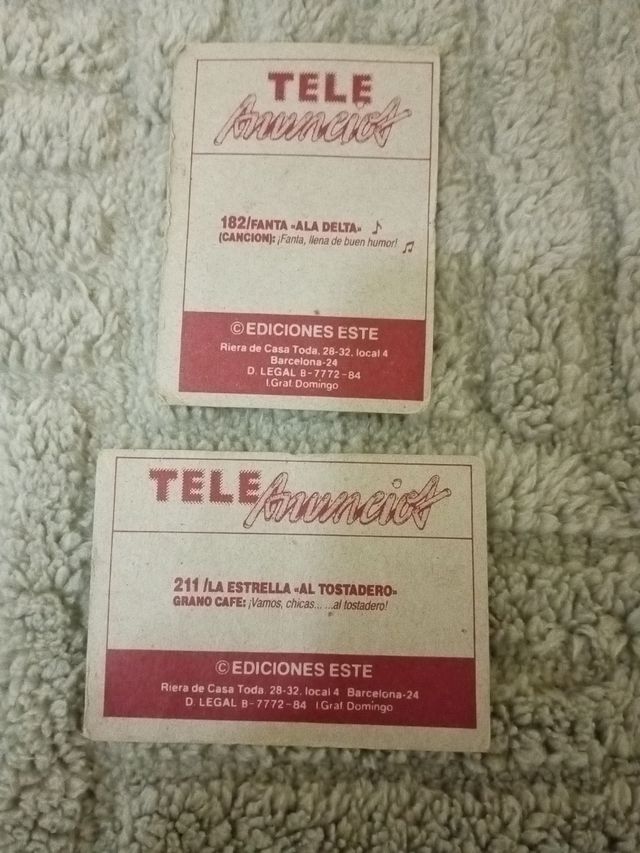 TELE
Anuncios
182/FANTA «ALA DELTA»
(CANCION): ¡Fanta, llena de buen humor!
© EDICIONES ESTE
Riera de Casa Toda, 28-32, local 4
Barcelona-24
D. LEGAL B-7772-84
I.Graf. Domingo
TELE Anuncios
211 /LA ESTRELLA «AL TOSTADERO»
GRANO CAFE: ¡Vamos, chicas... ...al tostadero!
© EDICIONES ESTE
Riera de Casa Toda, 28-32, local 4 Barcelona-24
D. LEGAL B-7772-84 I.Graf. Domingo